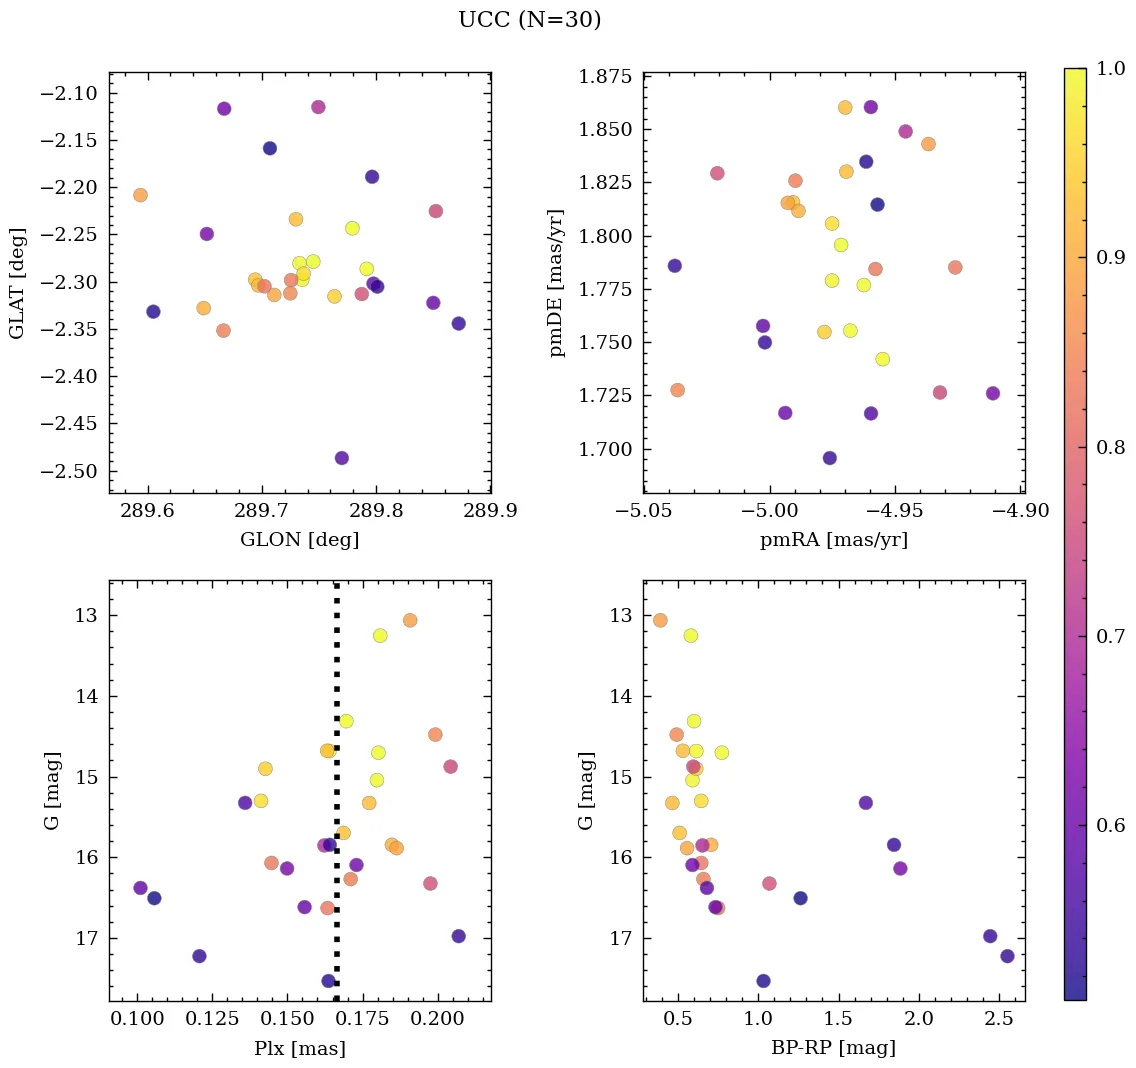 UCC (N=30)
−2.10
−2.15
−2.20
−2.25
−2.30
−2.35
−2.40
−2.45
−2.50
GLAT [deg]
289.6 289.7 289.8 289.9
GLON [deg]
1.875
1.850
1.825
1.800
1.775
1.750
1.725
1.700
pmDE [mas/yr]
−5.05 −5.00 −4.95 −4.90
pmRA [mas/yr]
13
14
15
16
17
G [mag]
0.100 0.125 0.150 0.175 0.200
Plx [mas]
13
14
15
16
17
G [mag]
0.5 1.0 1.5 2.0 2.5
BP-RP [mag]
1.0
0.9
0.8
0.7
0.6